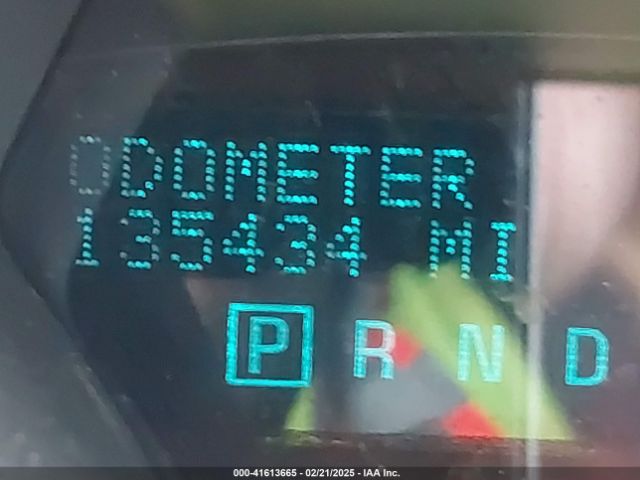 ODOMETER
135434 MI
P R N D
000-41613665 - 02/21/2025 - IAA Inc.